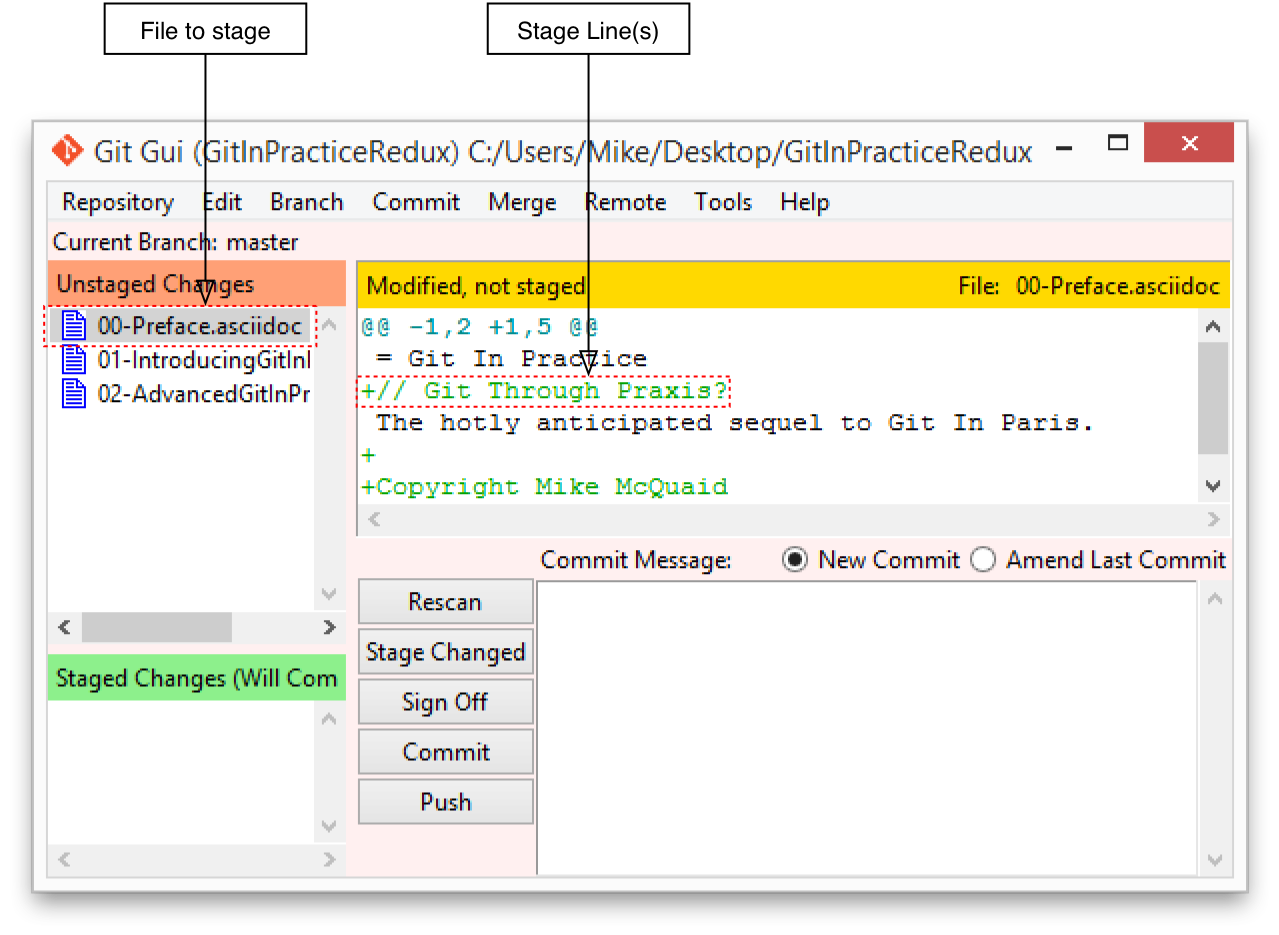 File to stage
Stage Line(s)
Git Gui (GitInPracticeRedux) C:/Users/Mike/Desktop/GitInPracticeRedux
Repository Edit Branch Commit Merge Remote Tools Help
Current Branch: master
Unstaged Changes
00-Preface.asciidoc
01-IntroducingGitInI
02-AdvancedGitInPr
Modified, not staged File: 00-Preface.asciidoc
@@ -1,2 +1,5 @@
= Git In Practice
+// Git Through Praxis?
The hotly anticipated sequel to Git In Paris.
+
+Copyright Mike McQuaid
Staged Changes (Will Com
Commit Message: New Commit Amend Last Commit
Rescan
Stage Changed
Sign Off
Commit
Push